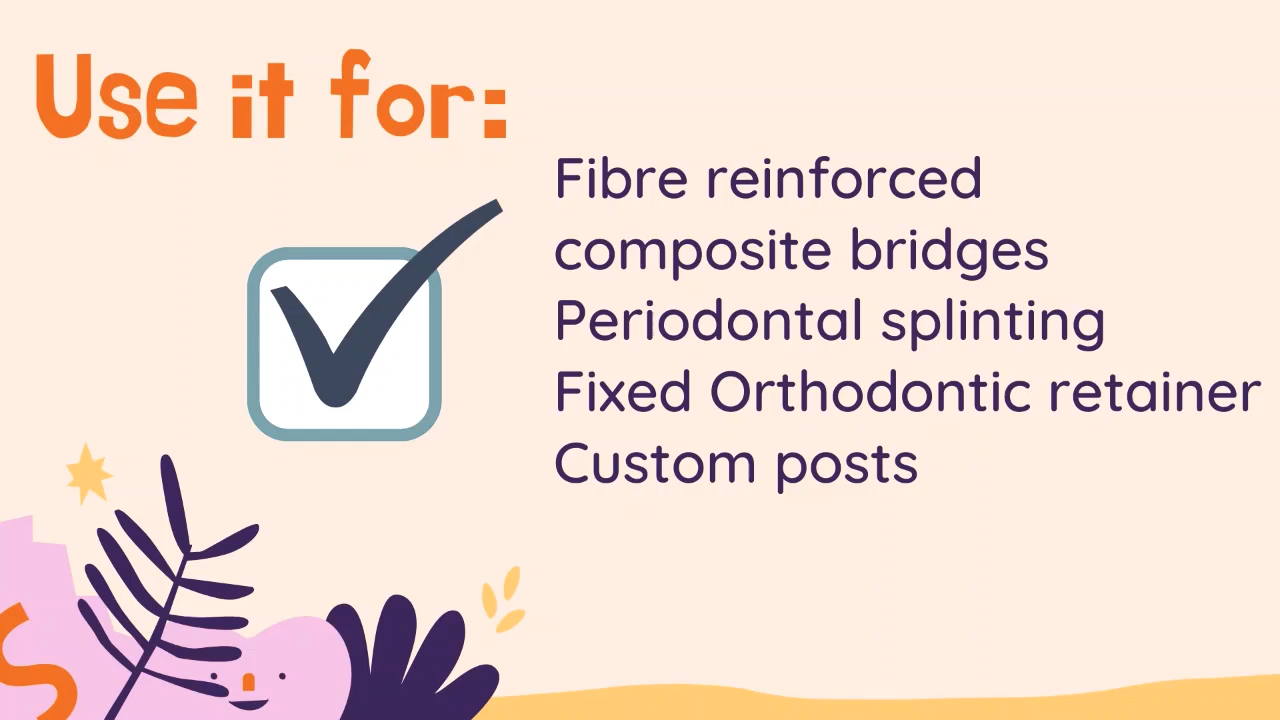 Use it for:
Fibre reinforced
composite bridges
Periodontal splinting
Fixed Orthodontic retainer
Custom posts